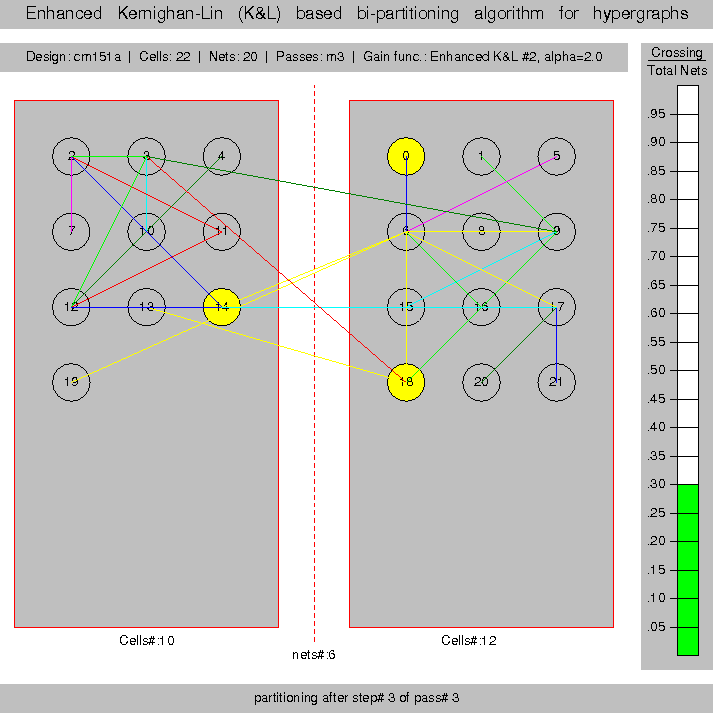 Enhanced Kernighan-Lin (K&L) based bi-partitioning algorithm for hypergraphs
Design: cm151a | Cells: 22 | Nets: 20 | Passes: m3 | Gain func.: Enhanced K&L #2, alpha=2.0
Crossing
Total Nets
.95
.90
.85
.80
.75
.70
.65
.60
.55
.50
.45
.40
.35
.30
.25
.20
.15
.10
.05
2 3 4 0 1 5
7 10 11 6 8 9
12 13 14 15 16 17
19 18 20 21
Cells#:10 Cells#:12
nets#:6
partitioning after step# 3 of pass# 3